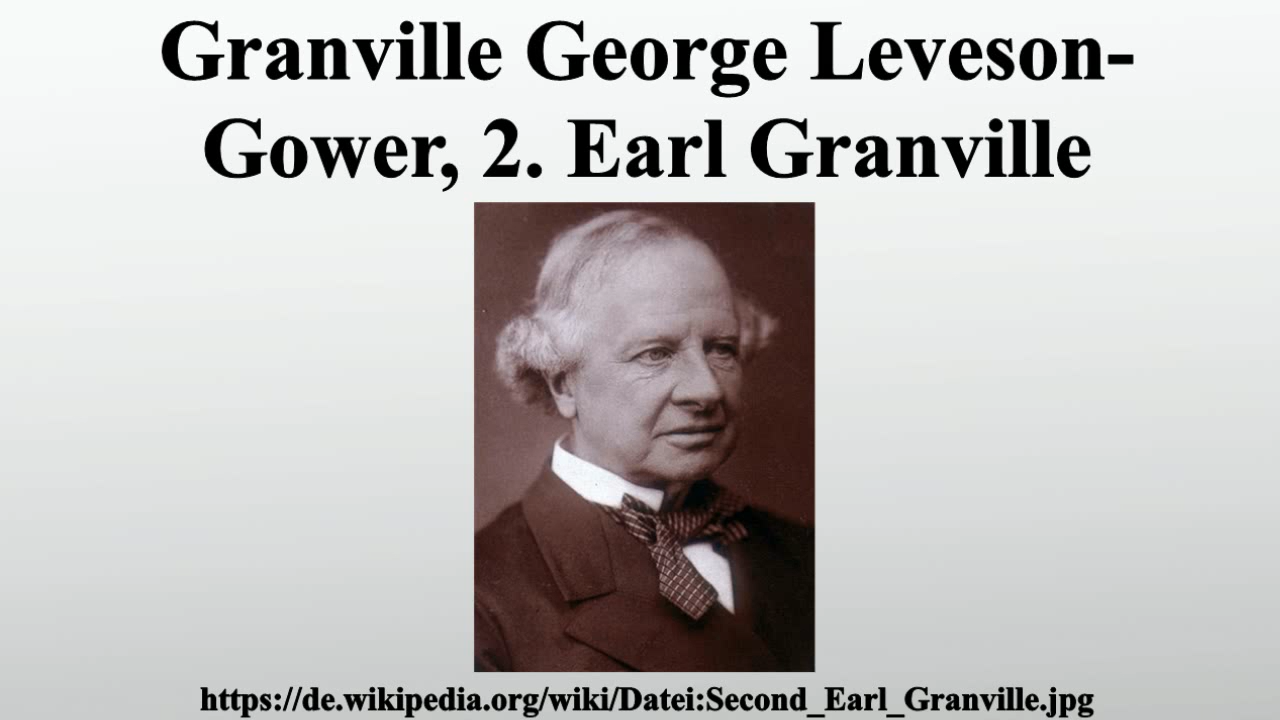 Granville George Leveson-
Gower, 2. Earl Granville
https://de.wikipedia.org/wiki/Datei:Second_Earl_Granville.jpg